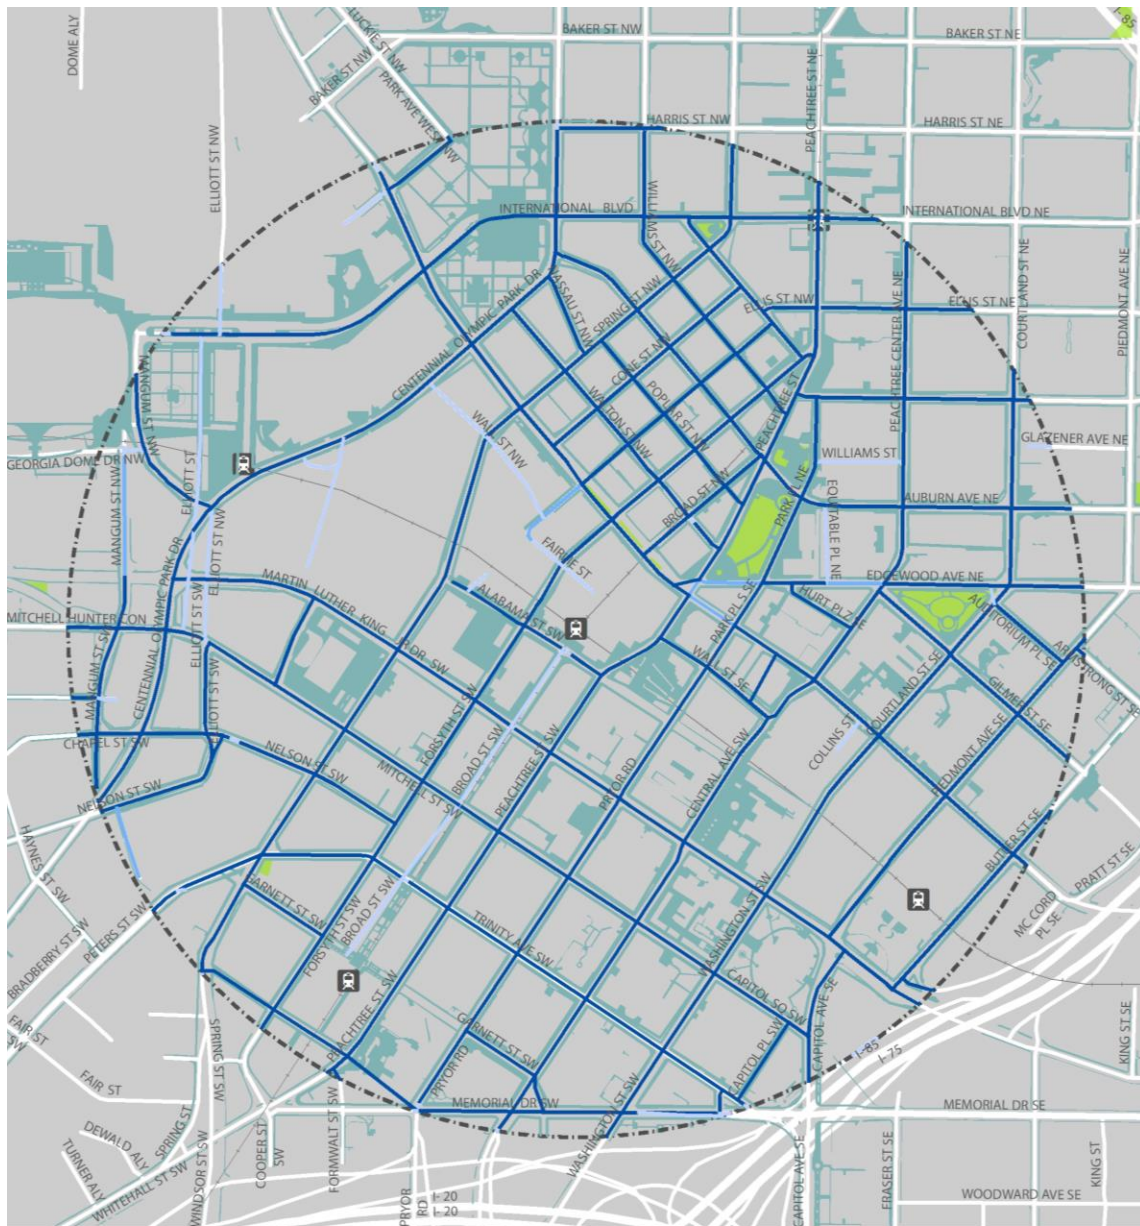 DOME ALY
LUCKIE ST NW
BAKER ST NW
BAKER ST NE
I-85
PEACHTREE ST NE
BAKER ST NW
PARK AVE WEST NW
HARRIS ST NW
HARRIS ST NE
ELLIOTT ST NW
INTERNATIONAL BLVD
WILLIAMS ST NW
INTERNATIONAL BLVD NE
COURTLAND ST NE
PIEDMONT AVE NE
NASSAU ST NW
SPRING ST NW
ELLIS ST NW
ELLIS ST NE
PEACHTREE CENTER AVE NE
CENTENNIAL OLYMPIC PARK DR
CONE ST NW
MANGUM ST NW
WALTON ST NW
POPLAR ST NW
PEACHTREE ST
WALL ST NW
GEORGIA DOME DR NW
ELLIOTT ST
BROAD ST NW
WILLIAMS ST
GLAZENER AVE NE
MANGUM ST NW
ELLIOTT ST NW
PARK PL NE
EQUITABLE PL NE
AUBURN AVE NE
FAIRLIE ST
CENTENNIAL OLYMPIC PARK DR
MARTIN LUTHER KING JR DR SW
ALABAMA ST SW
EDGEWOOD AVE NE
MITCHELL HUNTER CON
ELLIOTT ST SW
PARK PL S SE
HURT PLZ SE
AUDITORIUM PL SE
ARMSTRONG ST SE
MANGUM ST SW
ELLIOTT ST SW
WALL ST SE
COURTLAND ST SE
GILMER ST SE
CHAPEL ST SW
NELSON ST SW
FORSYTH ST SW
BROAD ST SW
PEACHTREE ST SW
PRYOR RD
CENTRAL AVE SW
COLLINS ST
PIEDMONT AVE SE
MITCHELL ST SW
NELSON ST SW
BUTLER ST SE
HAYNES ST SW
PRATT ST SE
MC CORD PL SE
GARNETT ST SW
FORSYTH ST SW
BROAD ST SW
TRINITY AVE SW
WASHINGTON ST SW
PETERS ST SW
BRADBERRY ST SW
CAPITOL SQ SW
CAPITOL AVE SE
FAIR ST SW
SPRING ST SW
PEACHTREE ST SW
GARNETT ST SW
CAPITOL PL SW
I-85
I-75
KING ST SE
FAIR ST
PRYOR RD
MEMORIAL DR SW
MEMORIAL DR SE
DEWALD ALY
SPRING ST
TURNER ALY
WHITEHALL ST SW
WINDSOR ST SW
COOPER ST SW
FORMWALT ST SW
WASHINGTON ST SW
CAPITOL AVE SE
FRASER ST SE
KING ST
PRYOR RD
I-20
I-20
WOODWARD AVE SE